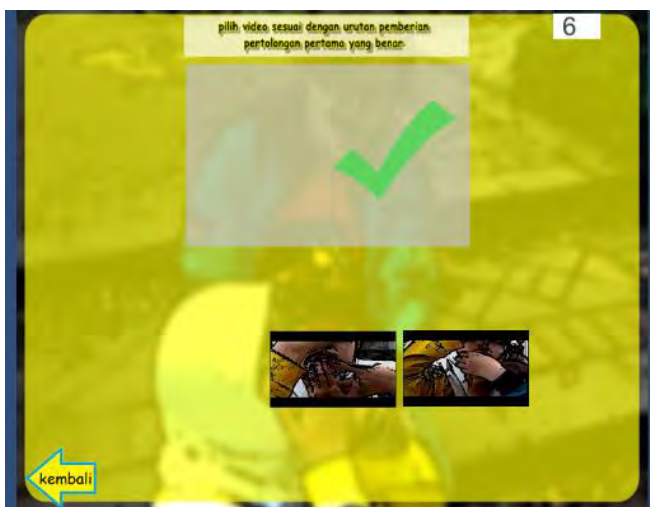 pilih video sesuai dengan urutan pemberian
pertolongan pertama yang benar.
6
kembali